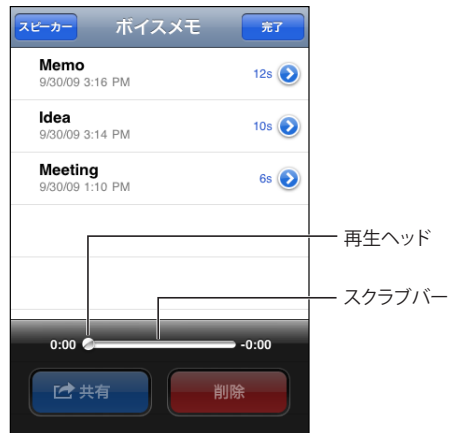 スピーカー ボイスメモ 完了
Memo
9/30/09 3:16 PM
12s
Idea
9/30/09 3:14 PM
10s
Meeting
9/30/09 1:10 PM
6s
再生ヘッド
スクラブバー
0:00 -0:00
共有 削除